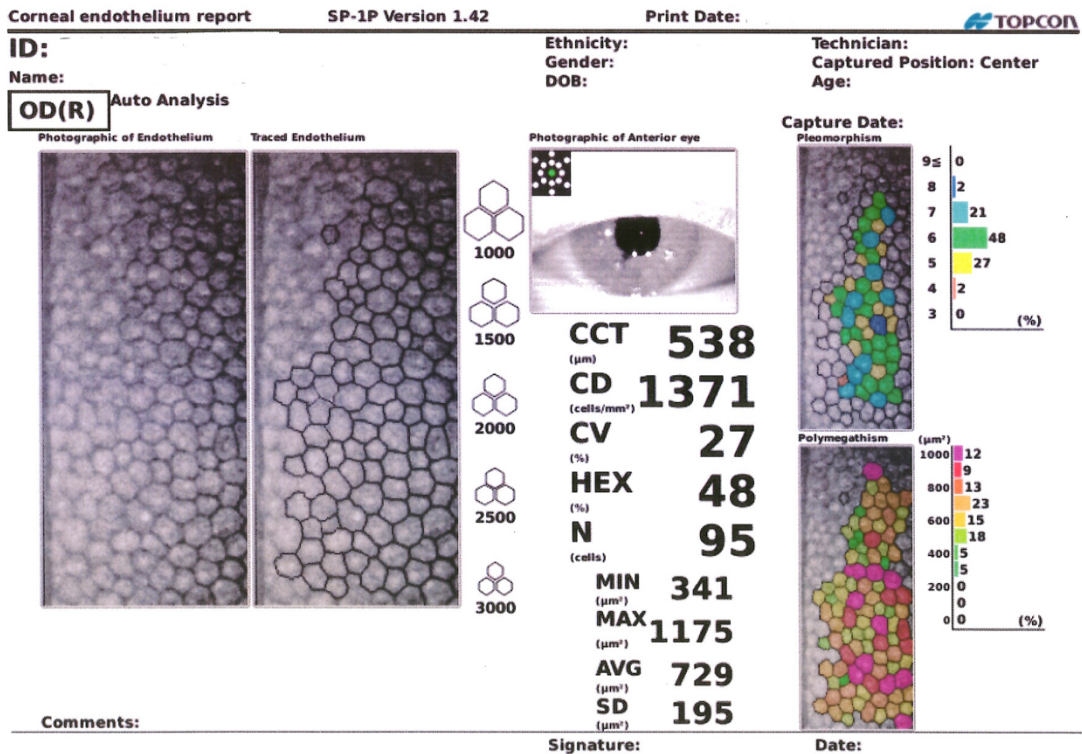 Corneal endothelium report SP-1P Version 1.42 Print Date: TOPCON
ID: Ethnicity: Technician:
Gender: Captured Position: Center
Name: DOB: Age:
OD(R) Auto Analysis
Capture Date:
Photographic of Endothelium Traced Endothelium Photographic of Anterior eye Pleomorphism
1000
1500
2000
2500
3000
CCT (μm) 538
CD (cells/mm²) 1371
CV (%) 27
HEX (%) 48
N (cells) 95
MIN (μm²) 341
MAX (μm²) 1175
AVG (μm²) 729
SD (μm²) 195
9≤ 0
8 2
7 21
6 48
5 27
4 2
3 0
(%)
Polymegathism (μm²)
1000 12
9
800 13
23
600 15
18
400 5
5
200 0
0
0 0
(%)
Comments:
Signature: Date: